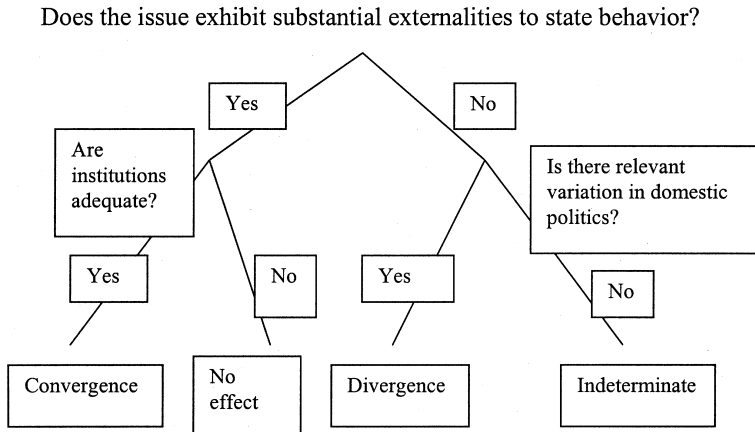 Does the issue exhibit substantial externalities to state behavior?
Yes
No
Are
institutions
adequate?
Is there relevant
variation in domestic
politics?
Yes
No
Yes
No
Convergence
No
effect
Divergence
Indeterminate